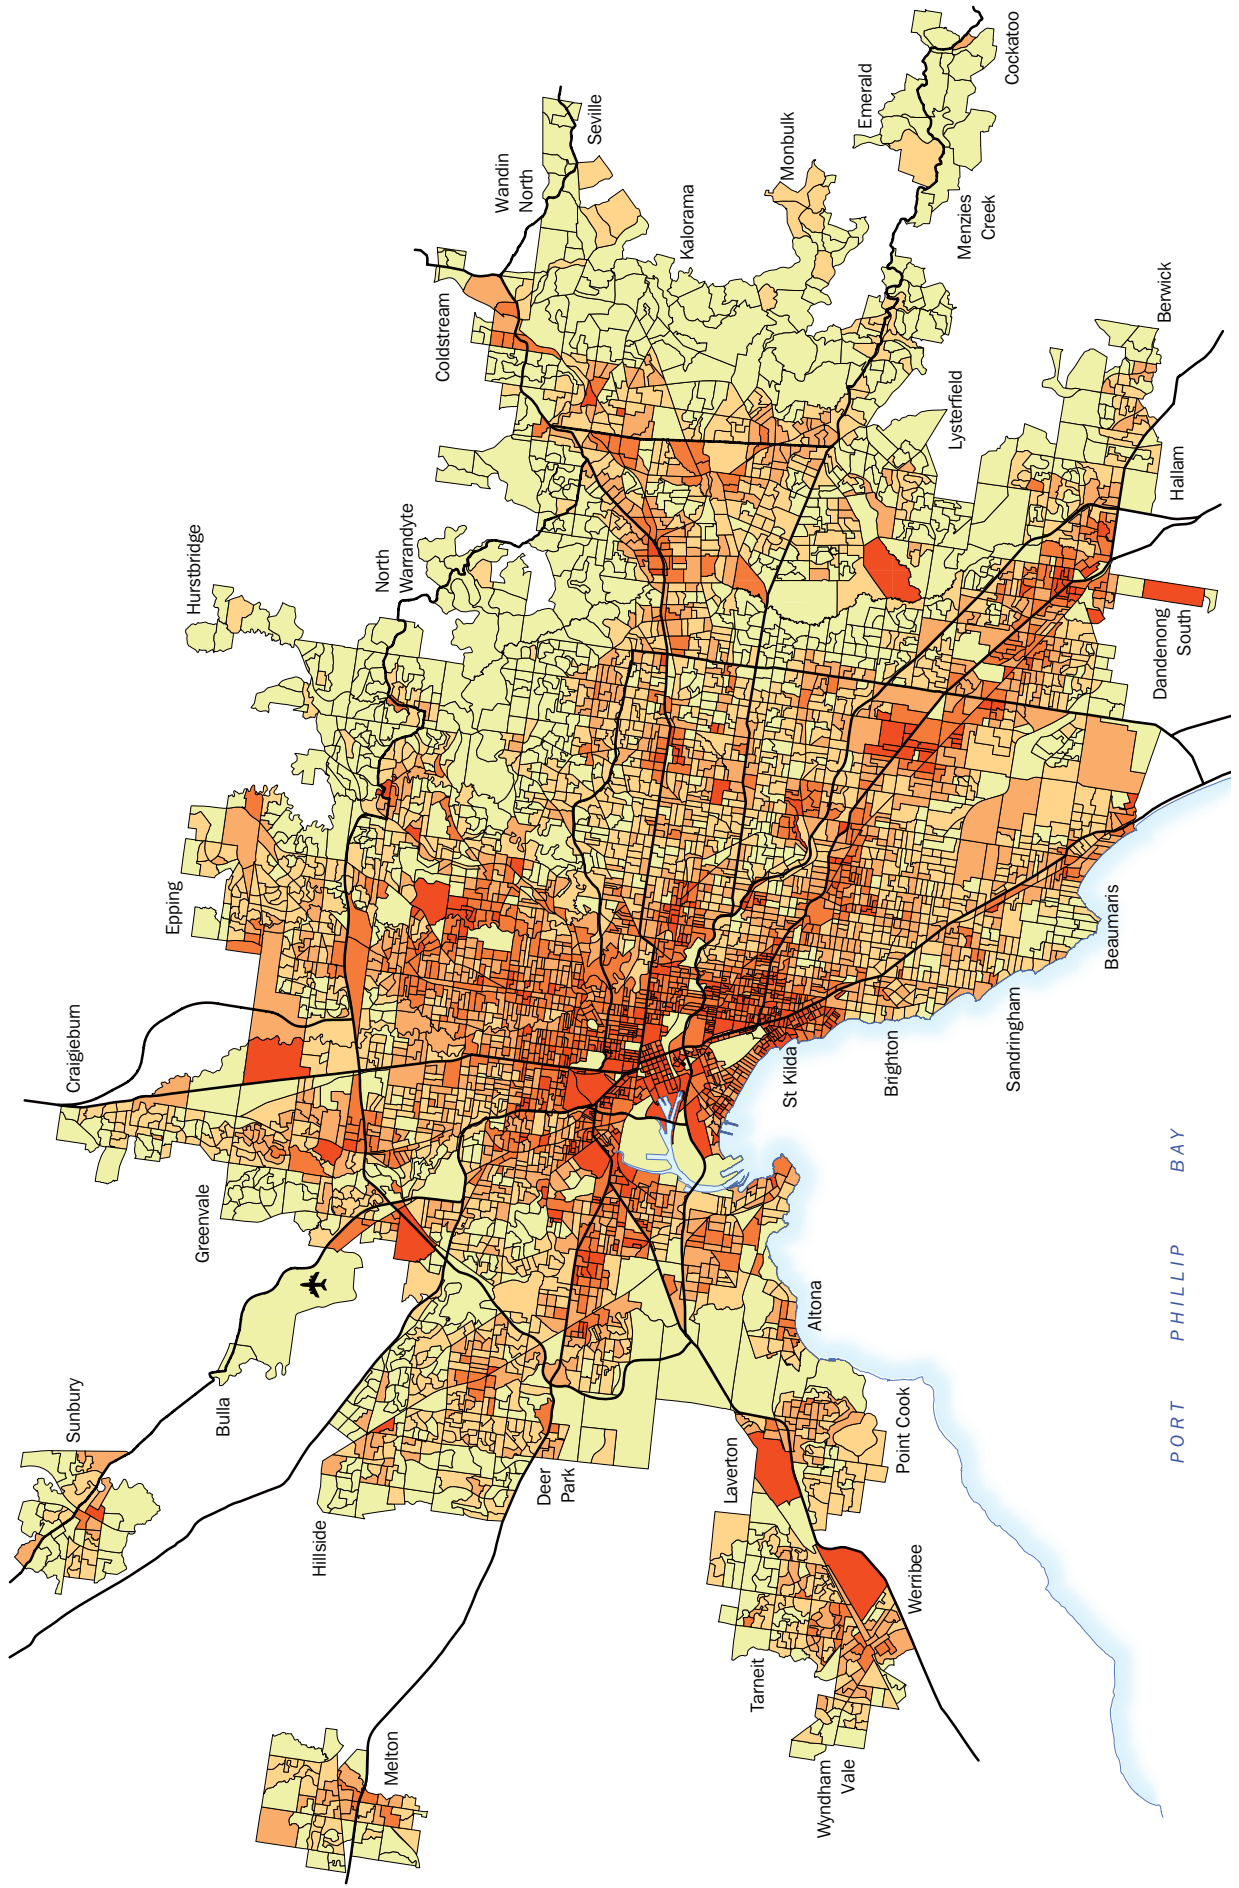 Cockatoo
Emerald
Seville
Monbulk
Wandin
North
Kalorama
Menzies
Creek
Coldstream
Berwick
Lysterfield
Hallam
North
Warrandyte
Hurstbridge
Dandenong
South
Epping
Beaumaris
Craigieburn
Sandringham
Brighton
St Kilda
Greenvale
Altona
PORT PHILLIP BAY
Sunbury
Bulla
Point Cook
Laverton
Deer
Park
Hillside
Werribee
Tarneit
Melton
Wyndham
Vale